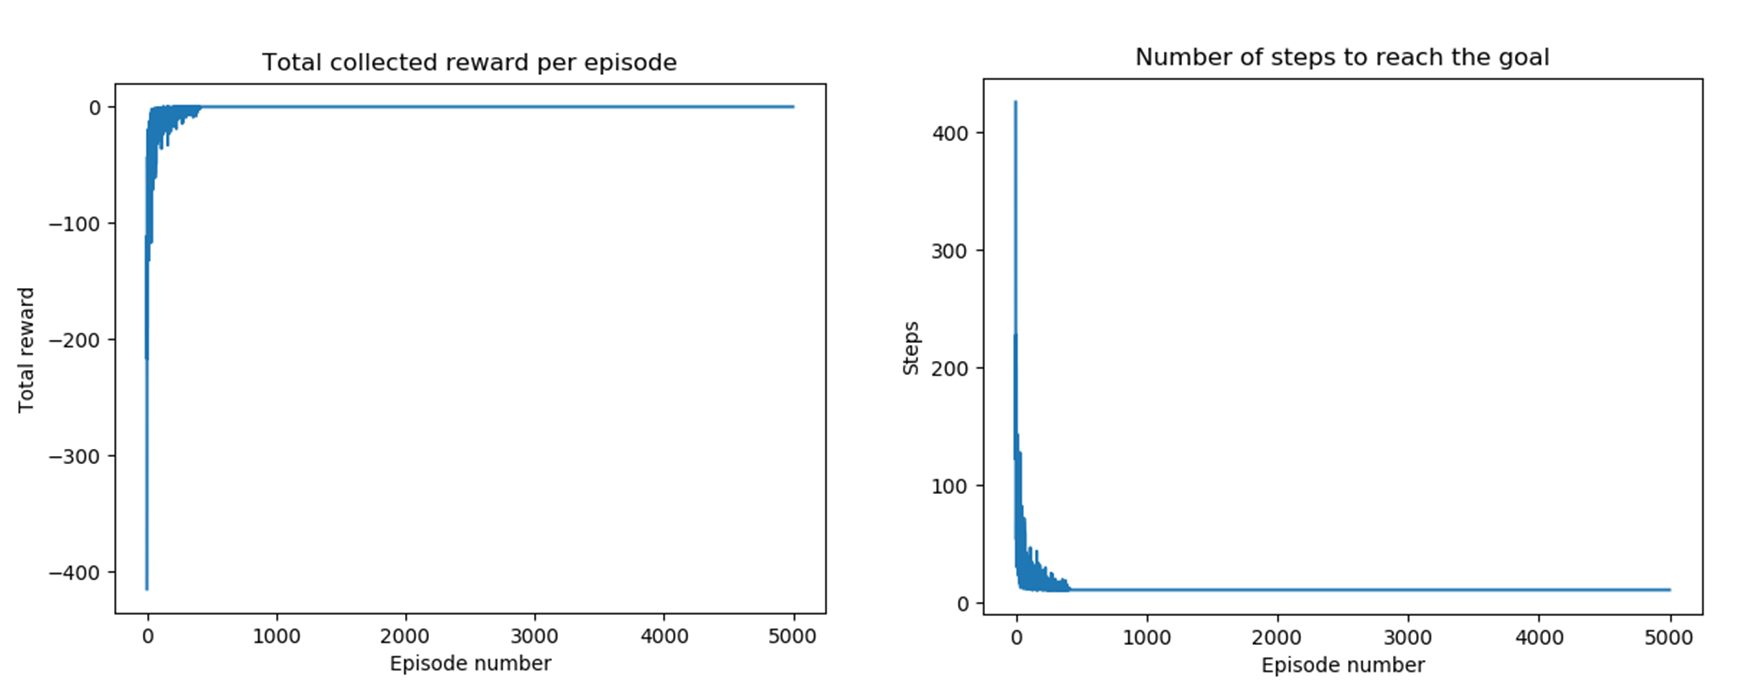 Total collected reward per episode
0
−100
−200
−300
−400
Total reward
0 1000 2000 3000 4000 5000
Episode number
Number of steps to reach the goal
400
300
200
100
0
Steps
0 1000 2000 3000 4000 5000
Episode number